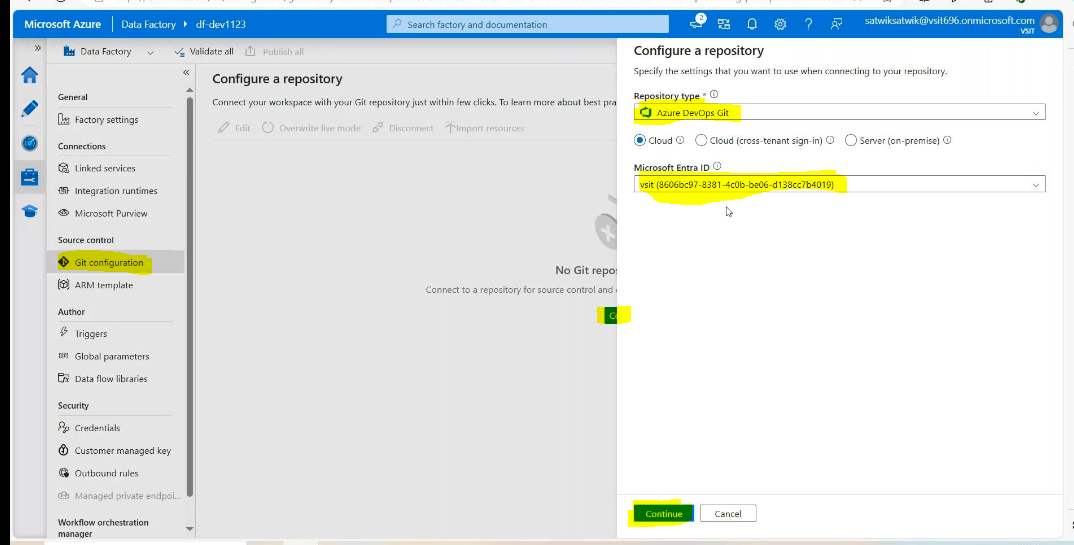 Microsoft Azure
Data Factory
df-dev1123
Search factory and documentation
2
satwiksatwik@vsit696.onmicrosoft.com
VSIT
Data Factory
Validate all
Publish all
General
Factory settings
Connections
Linked services
Integration runtimes
Microsoft Purview
Source control
Git configuration
ARM template
Author
Triggers
Global parameters
Data flow libraries
Security
Credentials
Customer managed key
Outbound rules
Managed private endpoi...
Workflow orchestration
manager
Configure a repository
Connect your workspace with your Git repository just within few clicks. To learn more about best pra
Edit
Overwrite live mode
Disconnect
Import resources
No Git repos
Connect to a repository for source control and
Co
Configure a repository
Specify the settings that you want to use when connecting to your repository.
Repository type *
Azure DevOps Git
Cloud
Cloud (cross-tenant sign-in)
Server (on-premise)
Microsoft Entra ID
vsit (8606bc97-8381-4c0b-be06-d138cc7b4019)
Continue
Cancel